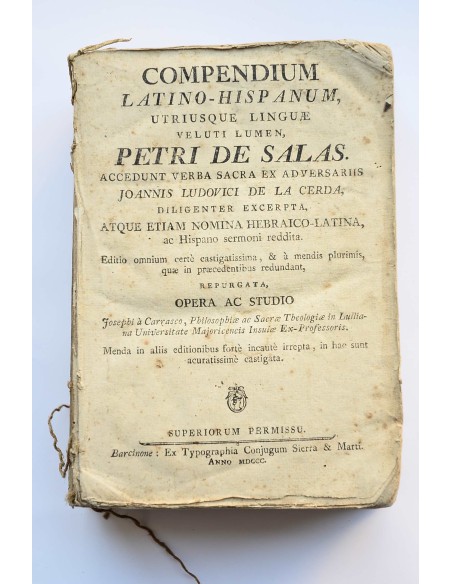 COMPENDIUM
LATINO-HISPANUM,
UTRIUSQUE LINGUÆ
VELUTI LUMEN,
PETRI DE SALAS.
ACCEDUNT VERBA SACRA EX ADVERSARIIS
JOANNIS LUDOVICI DE LA CERDA,
DILIGENTER EXCERPTA,
ATQUE ETIAM NOMINA HEBRAICO-LATINA,
ac Hispano sermoni reddita.
Editio omnium certè castigatissima, & à mendis plurimis,
quæ in præcedentibus redundant,
REPURGATA,
OPERA AC STUDIO
Josephi à Carrasco, Philosophiæ ac Sacræ Theologiæ in Lullia-
na Universitate Majoricencis Insulæ Ex-Professoris.
Menda in aliis editionibus fortè incautè irrepta, in hac sunt
acuratissimè castigata.
SUPERIORUM PERMISSU.
Barcinone: Ex Typographia Conjugum Sierra & Martí.
ANNO MDCCC.